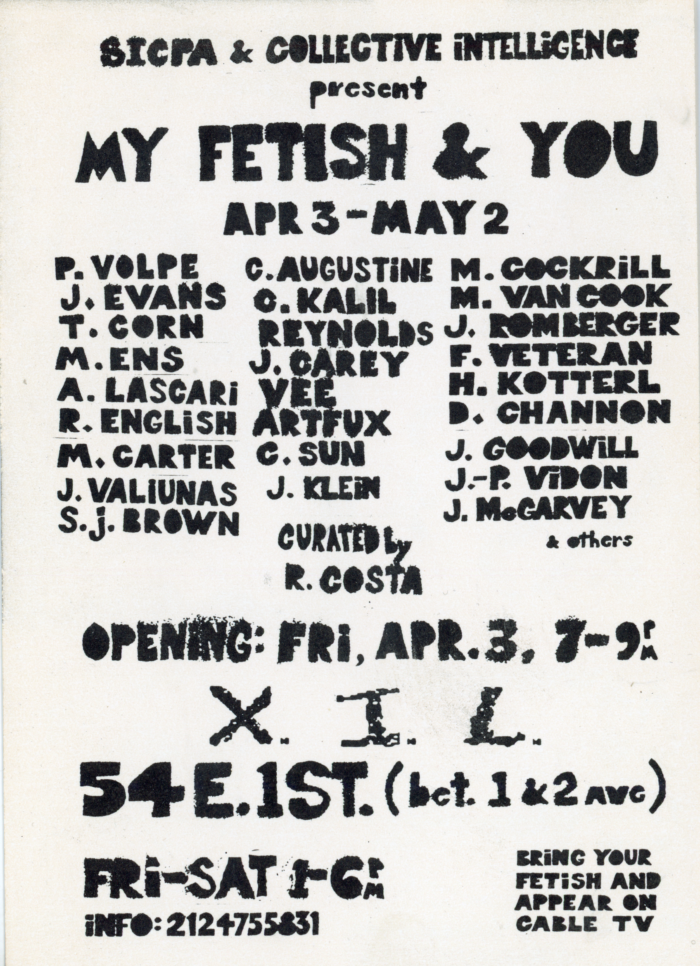 SICPA & COLLECTIVE iNTELLiGENCE
present
MY FETISH & YOU
APR 3-MAY 2
P. VOLPE
J. EVANS
T. CORN
M. ENS
A. LASCARi
R. ENGLiSH
M. CARTER
J. VALIUNAS
S.j. BROWN
C. AUGUSTiNE
C. KALIL
REYNOLDS
J. CAREY
VEE
ARTFUX
C. SUN
J. KLEiN
M. COCKRiLL
M. VAN COOK
J. ROMBERGER
F. VETERAN
H. KOTTERL
D. CHANNON
J. GOODWiLL
J.-P. ViDON
J. McGARVEY
& others
CURATED by
R. COSTA
OPENING: FRi, APR. 3, 7-9PM
X. I. L.
54 E. 1ST. (bet. 1 & 2 AVE)
FRi-SAT 1-6PM
iNFO: 2124755831
BRiNG YOUR
FETiSH AND
APPEAR ON
CABLE TV